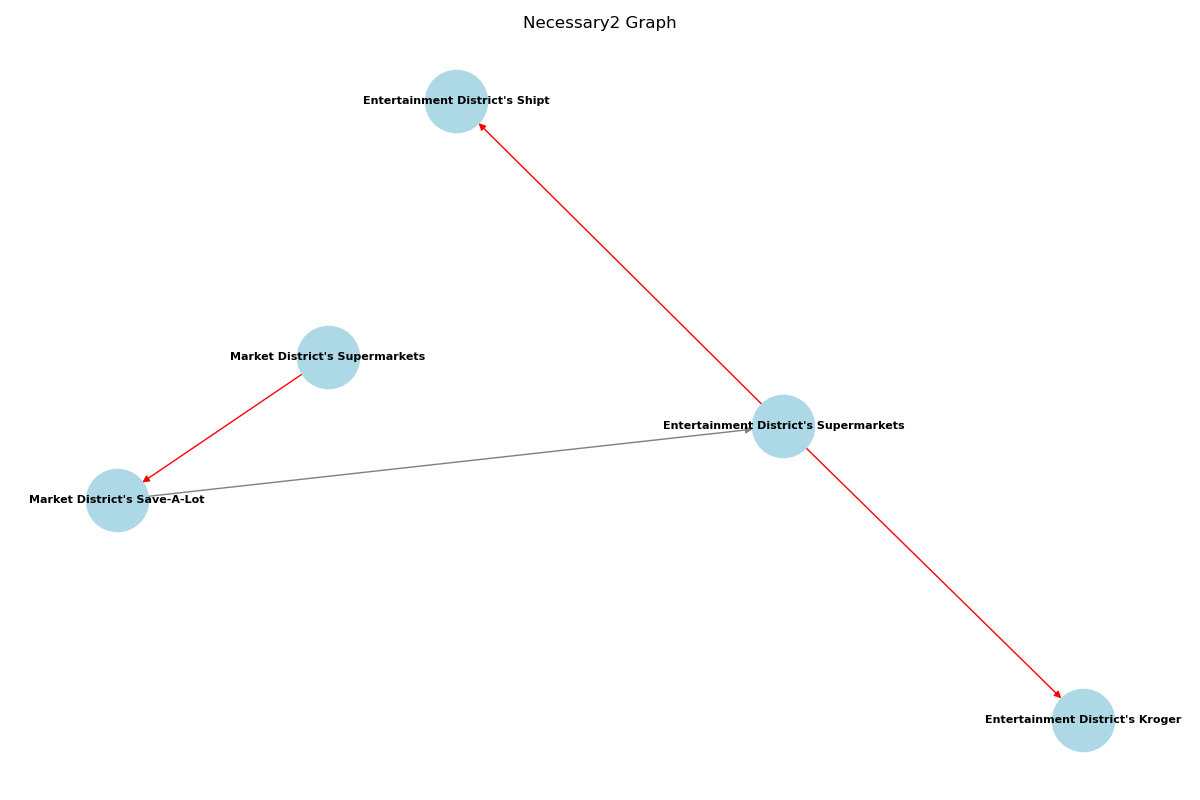 Necessary2 Graph
Entertainment District's Shipt
Market District's Supermarkets
Entertainment District's Supermarkets
Market District's Save-A-Lot
Entertainment District's Kroger